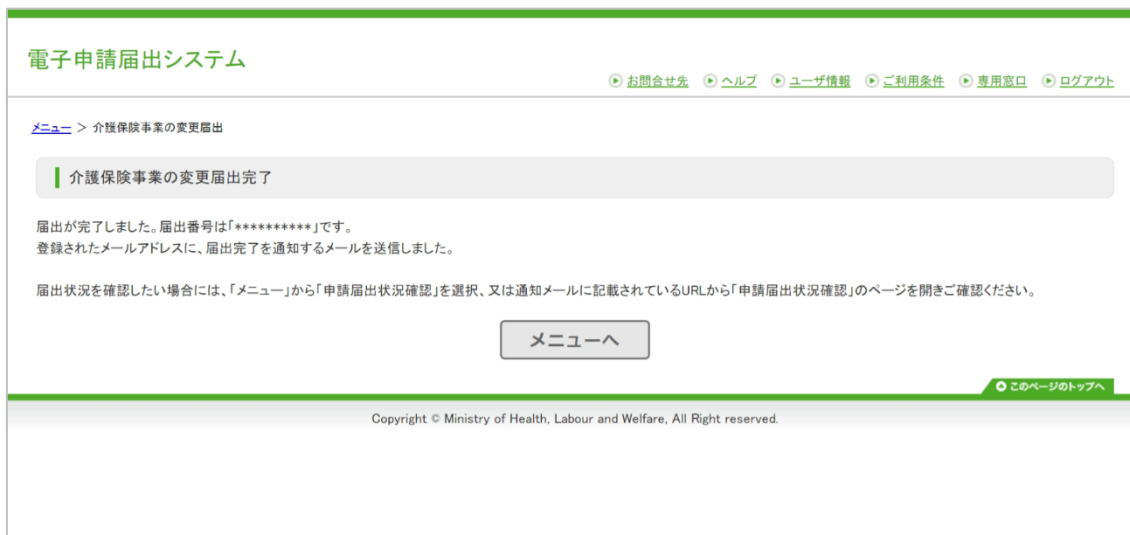 電子申請届出システム
お問合せ先 ヘルプ ユーザ情報 ご利用条件 専用窓口 ログアウト
メニュー > 介護保険事業の変更届出
介護保険事業の変更届出完了
届出が完了しました。届出番号は「**********」です。
登録されたメールアドレスに、届出完了を通知するメールを送信しました。
届出状況を確認したい場合には、「メニュー」から「申請届出状況確認」を選択、又は通知メールに記載されているURLから「申請届出状況確認」のページを開きご確認ください。
メニューへ
このページのトップへ
Copyright © Ministry of Health, Labour and Welfare, All Right reserved.